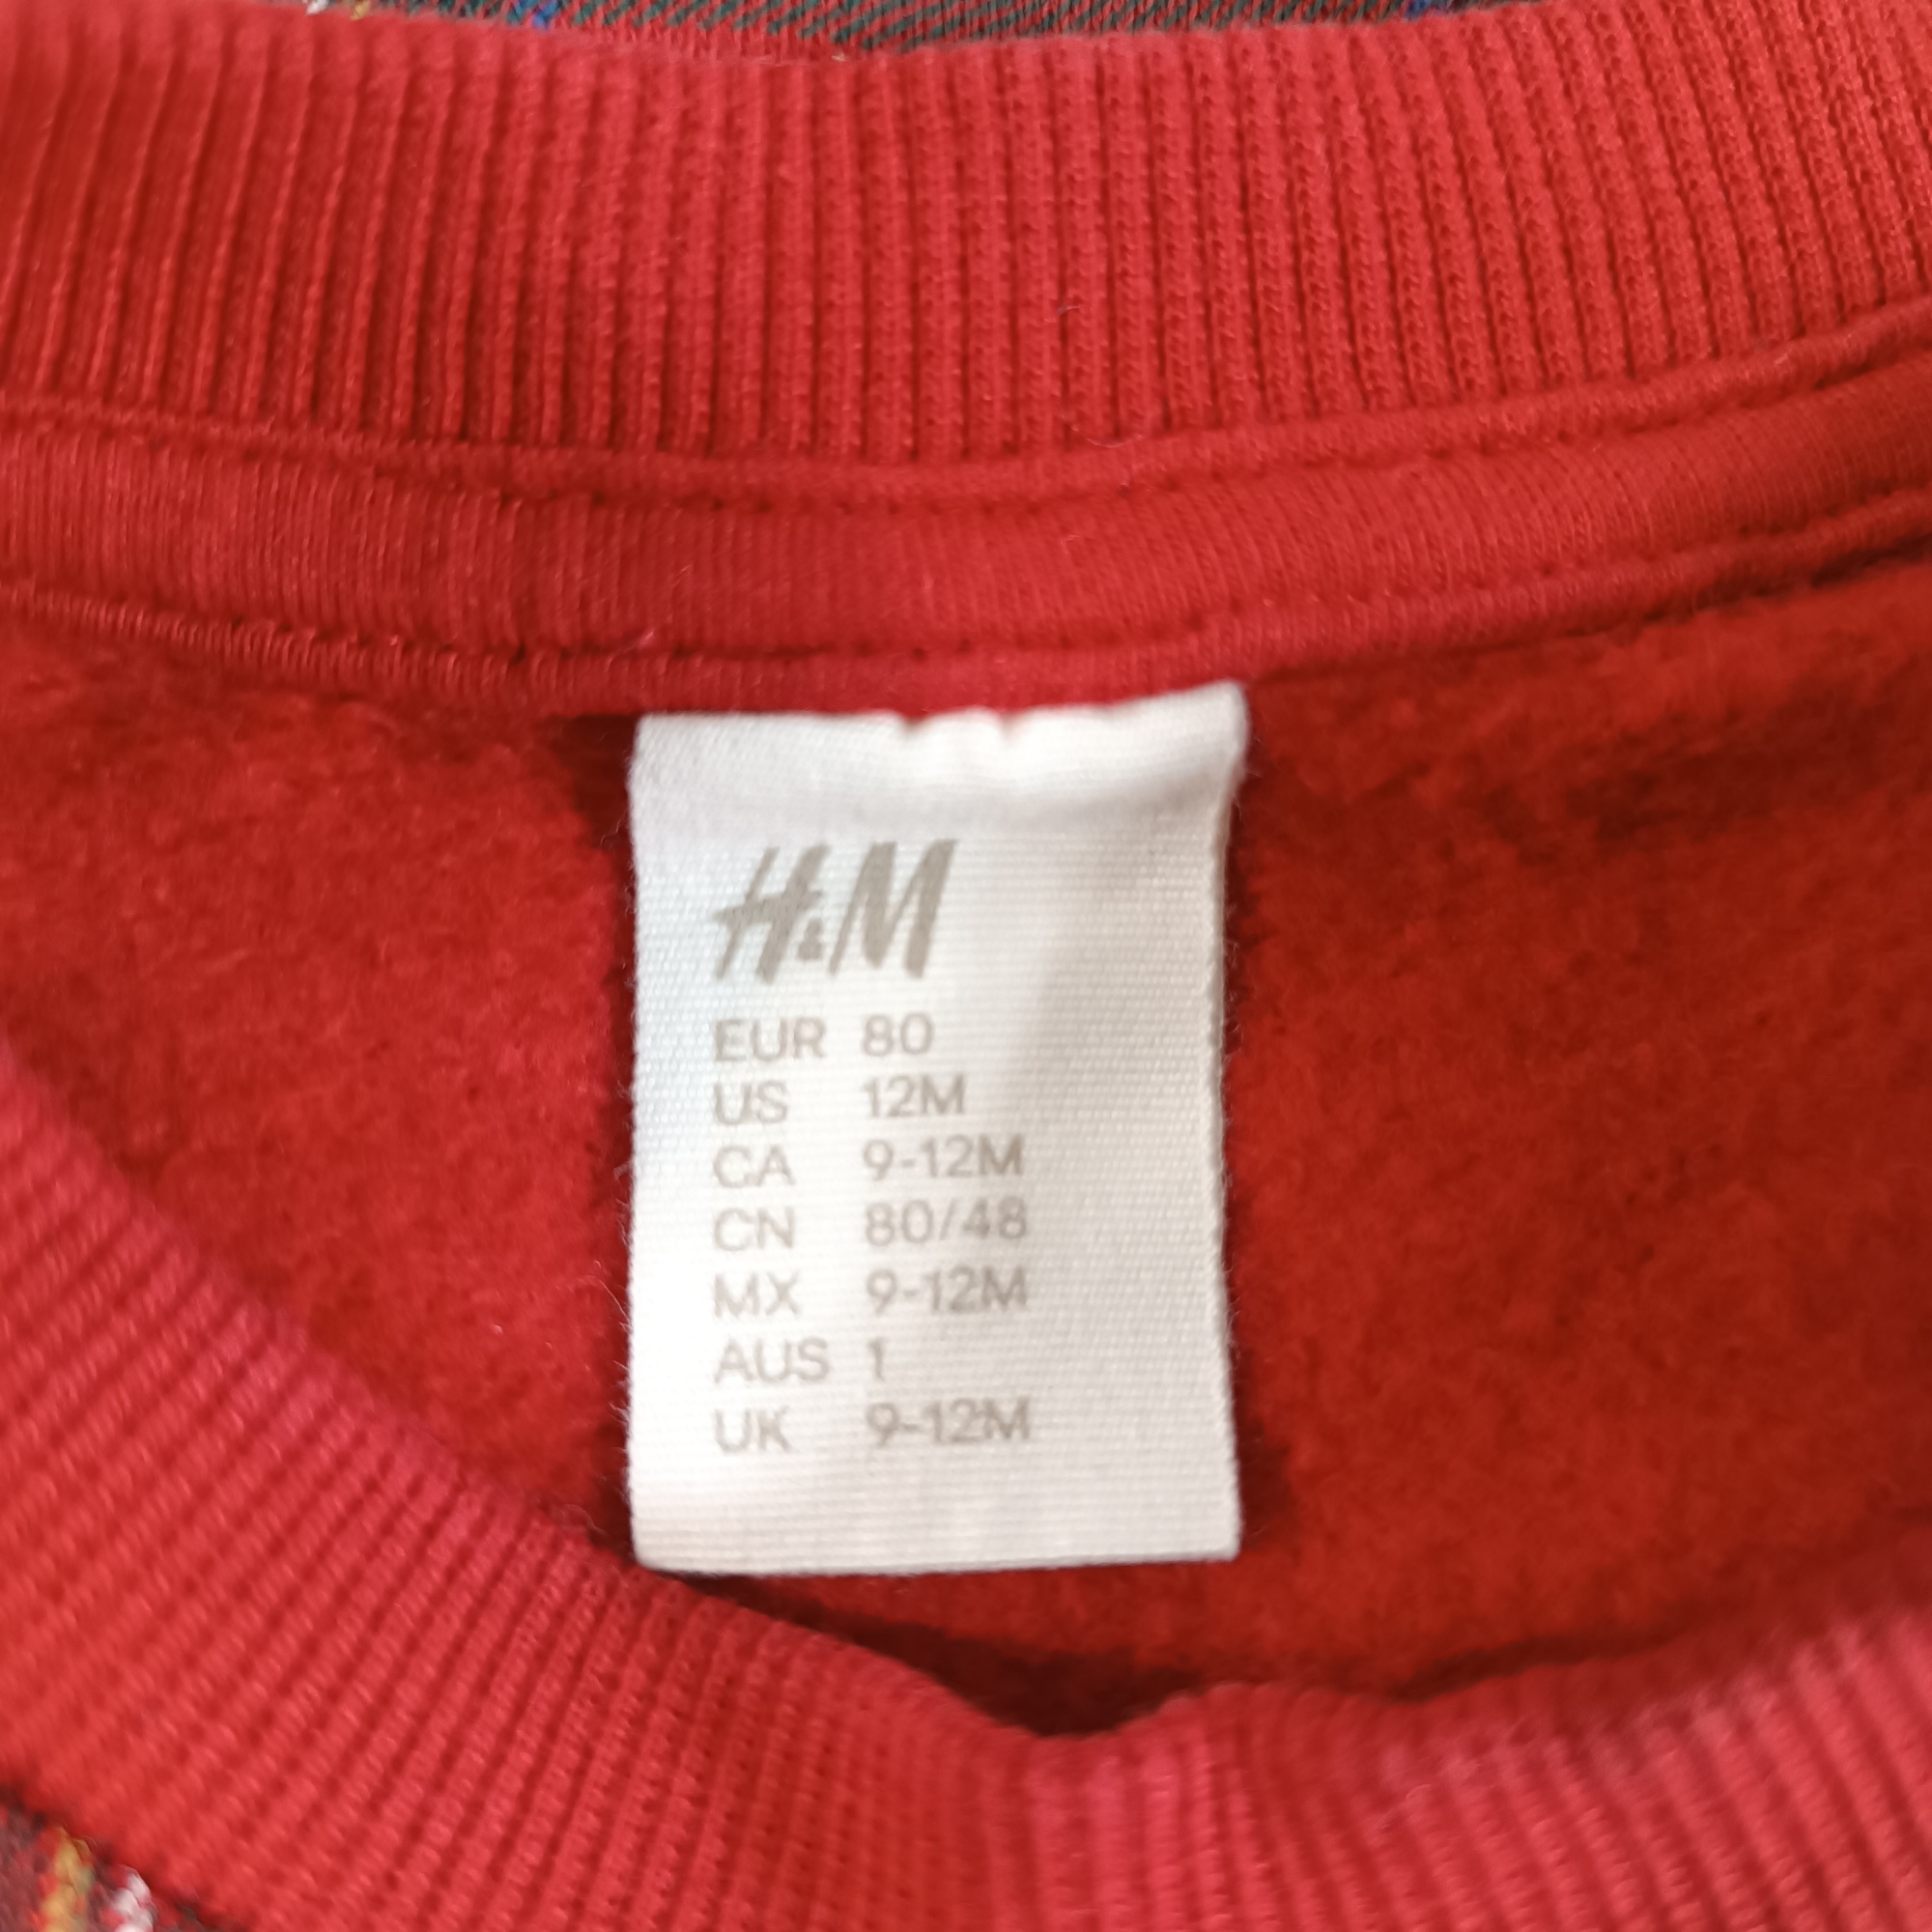 H&M
EUR 80
US 12M
CA 9-12M
CN 80/48
MX 9-12M
AUS 1
UK 9-12M